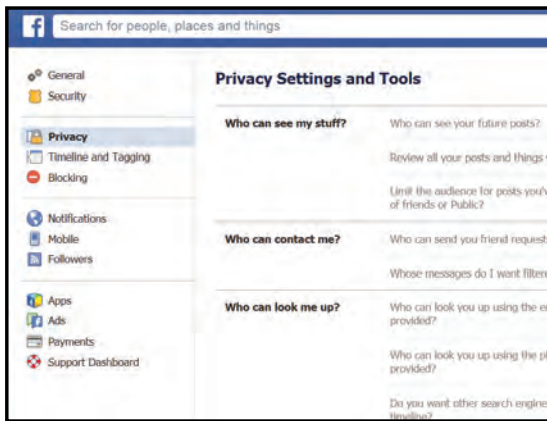 f Search for people, places and things
General
Security
Privacy
Timeline and Tagging
Blocking
Notifications
Mobile
Followers
Apps
Ads
Payments
Support Dashboard
Privacy Settings and Tools
Who can see my stuff?
Who can see your future posts?
Review all your posts and things
Limit the audience for posts you'v
of friends or Public?
Who can contact me?
Who can send you friend request
Whose messages do I want filtere
Who can look me up?
Who can look you up using the e
provided?
Who can look you up using the p
provided?
Do you want other search engine
timeline?